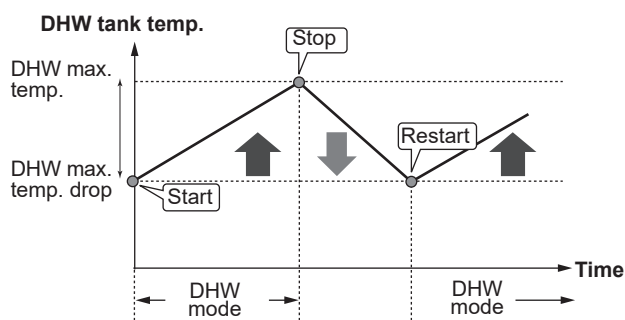 DHW tank temp.
Stop
DHW max.
temp.
Restart
DHW max.
temp. drop
Start
Time
DHW
mode
DHW
mode